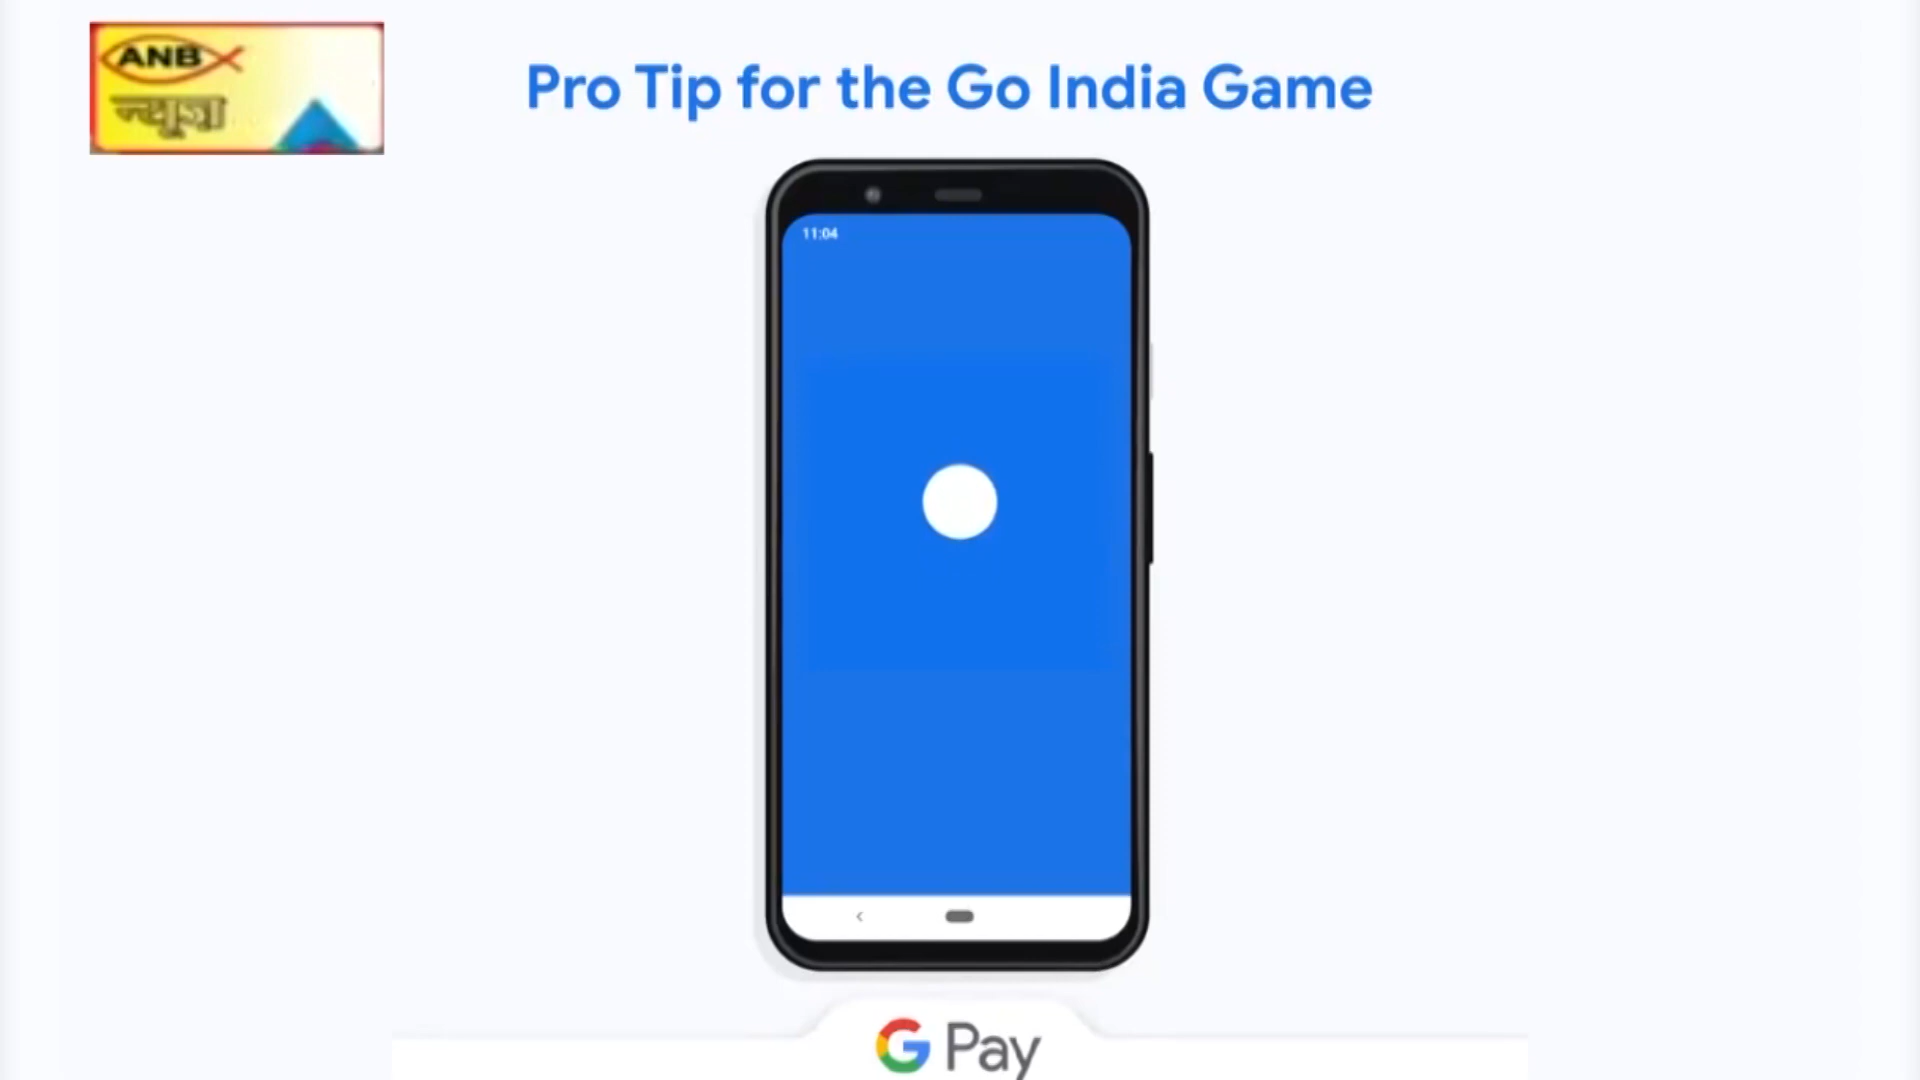 ANB
न्यूज़
Pro Tip for the Go India Game
11:04
G Pay